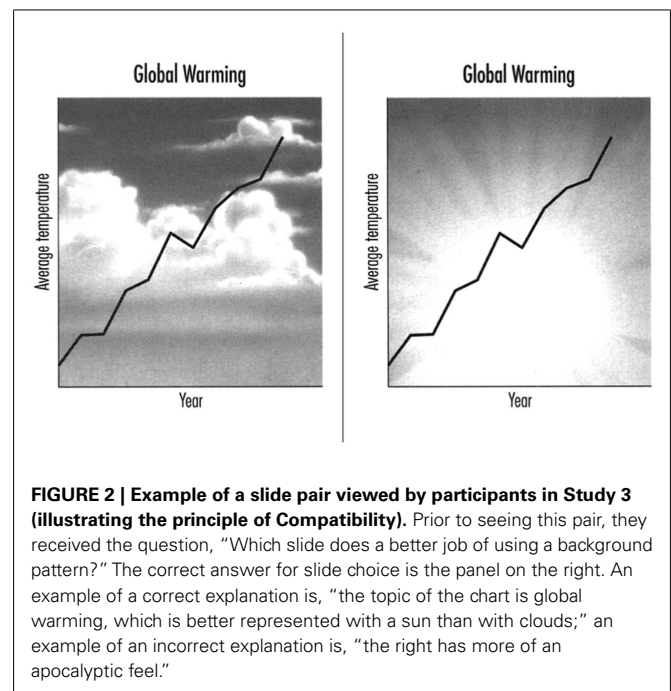 Global Warming
Average temperature
Year
Global Warming
Average temperature
Year
FIGURE 2 | Example of a slide pair viewed by participants in Study 3
(illustrating the principle of Compatibility). Prior to seeing this pair, they
received the question, “Which slide does a better job of using a background
pattern?” The correct answer for slide choice is the panel on the right. An
example of a correct explanation is, “the topic of the chart is global
warming, which is better represented with a sun than with clouds;” an
example of an incorrect explanation is, “the right has more of an
apocalyptic feel.”